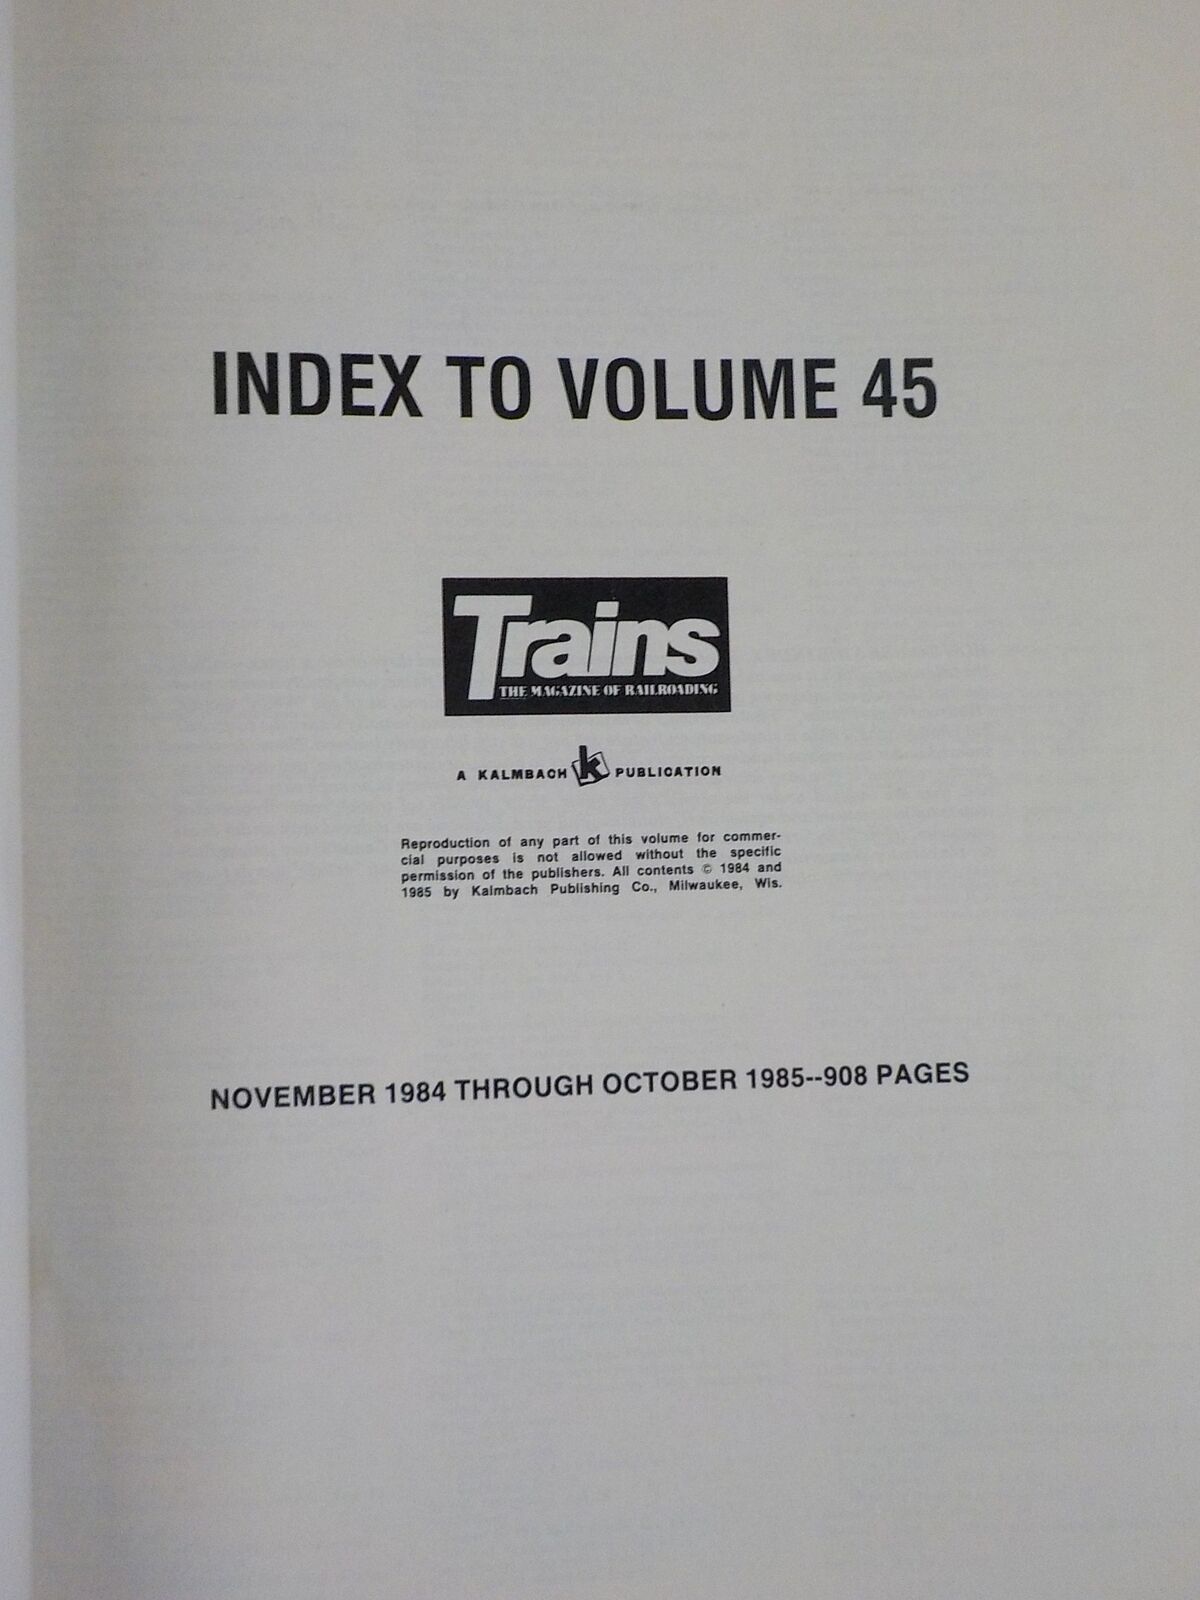 INDEX TO VOLUME 45
Trains
THE MAGAZINE OF RAILROADING
A KALMBACH k PUBLICATION
Reproduction of any part of this volume for commer-
cial purposes is not allowed without the specific
permission of the publishers. All contents © 1984 and
1985 by Kalmbach Publishing Co., Milwaukee, Wis.
NOVEMBER 1984 THROUGH OCTOBER 1985--908 PAGES